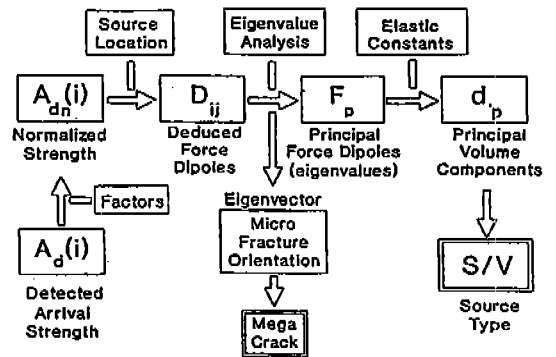 Source
Location
Eigenvalue
Analysis
Elastic
Constants
A_dn(i)
D_ij
F_p
d_p
Normalized
Strength
Deduced
Force
Dipoles
Principal
Force Dipoles
(eigenvalues)
Principal
Volume
Components
Factors
A_d(i)
Detected
Arrival
Strength
Eigenvector
Micro
Fracture
Orientation
Mega
Crack
S/V
Source
Type